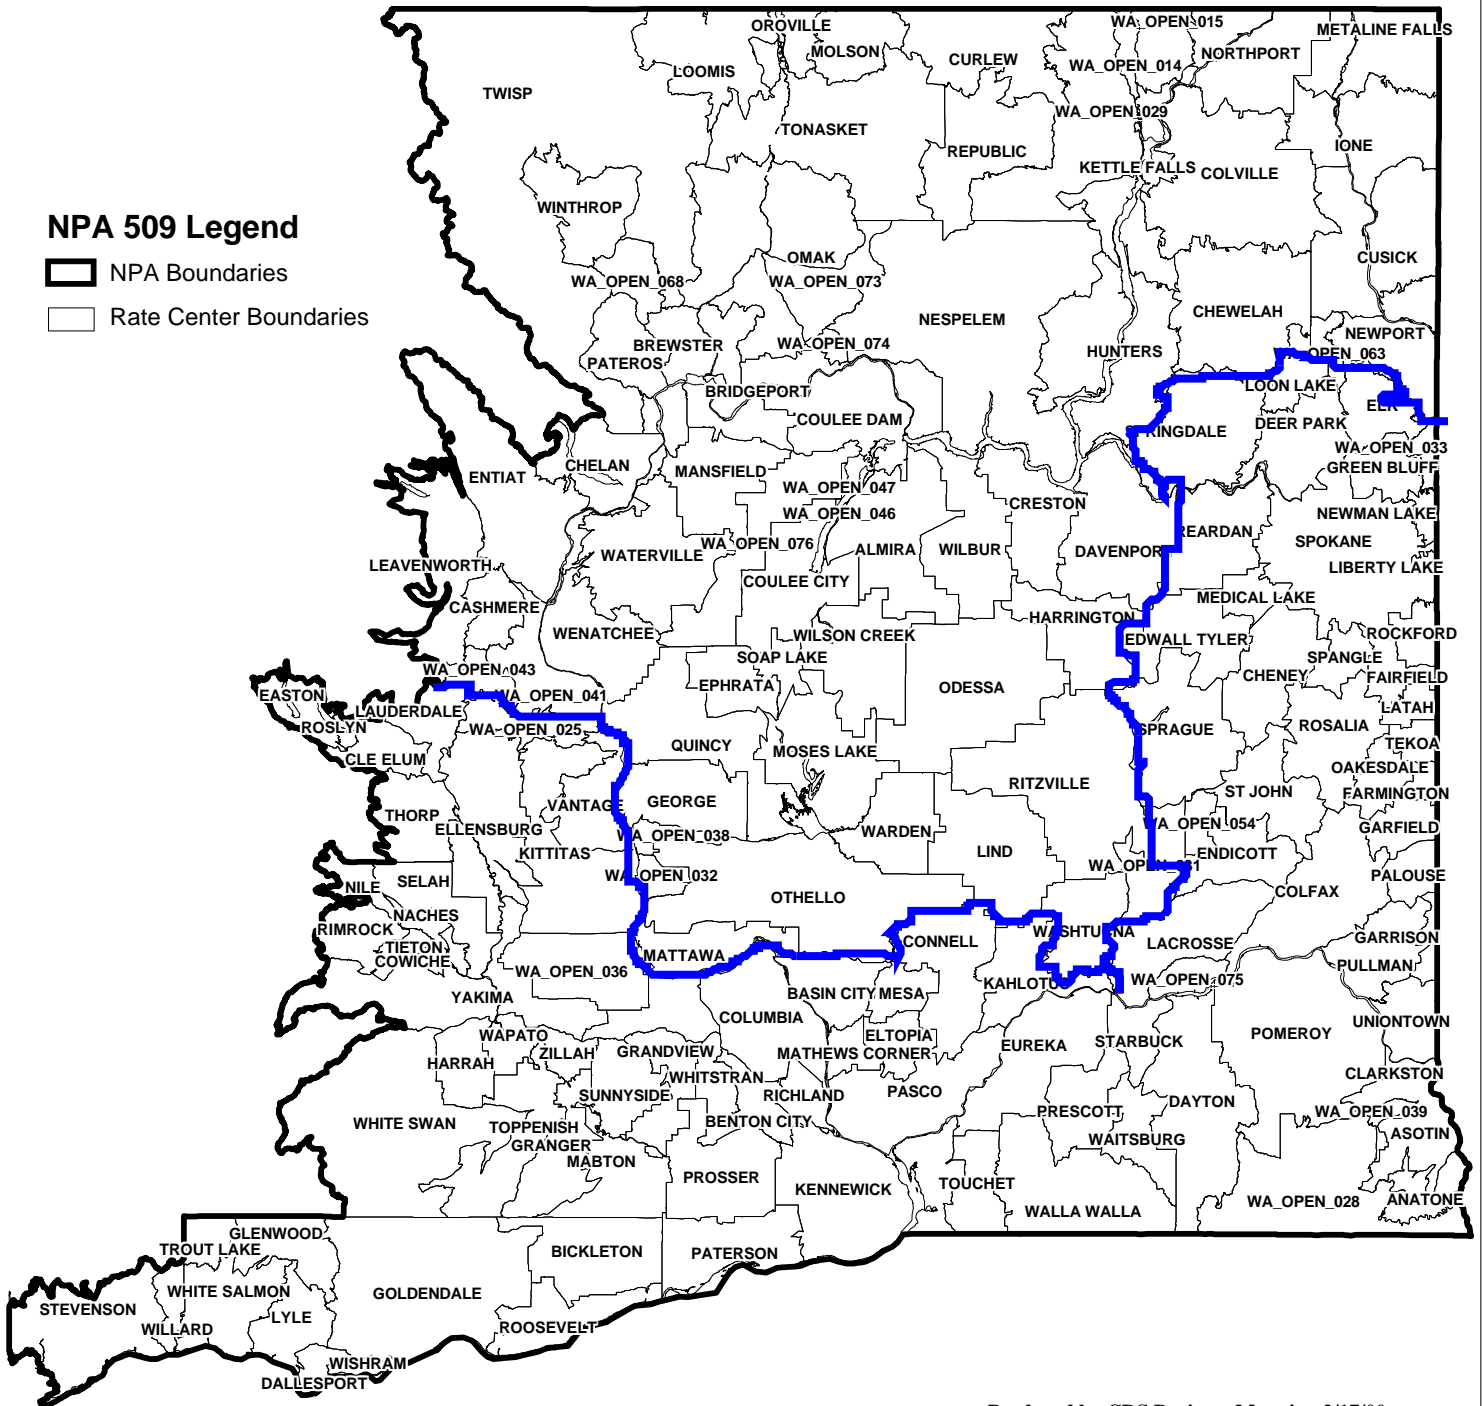 OROVILLE
WA_OPEN_015
METALINE FALLS
MOLSON
NORTHPORT
CURLEW
WA_OPEN_014
LOOMIS
TWISP
WA_OPEN_029
TONASKET
IONE
REPUBLIC
KETTLE FALLS
COLVILLE
WINTHROP
NPA 509 Legend
NPA Boundaries
Rate Center Boundaries
OMAK
CUSICK
WA_OPEN_068
WA_OPEN_073
CHEWELAH
NESPELEM
NEWPORT
BREWSTER
WA_OPEN_074
HUNTERS
OPEN_063
PATEROS
LOON LAKE
BRIDGEPORT
ELK
COULEE DAM
DEER PARK
RINGDALE
WA_OPEN_033
CHELAN
MANSFIELD
GREEN BLUFF
ENTIAT
WA_OPEN_047
CRESTON
WA_OPEN_046
NEWMAN LAKE
REARDAN
SPOKANE
WA_OPEN_076
ALMIRA
WILBUR
DAVENPOR
WATERVILLE
LEAVENWORTH
LIBERTY LAKE
COULEE CITY
MEDICAL LAKE
CASHMERE
HARRINGTON
WENATCHEE
WILSON CREEK
EDWALL TYLER
ROCKFORD
SOAP LAKE
SPANGLE
WA_OPEN_043
CHENEY
FAIRFIELD
EPHRATA
ODESSA
EASTON
WA_OPEN_041
LATAH
LAUDERDALE
ROSLYN
WA_OPEN_025
SPRAGUE
ROSALIA
QUINCY
MOSES LAKE
TEKOA
CLE ELUM
OAKESDALE
RITZVILLE
ST JOHN
FARMINGTON
VANTAGE
GEORGE
THORP
ELLENSBURG
WA_OPEN_038
WARDEN
WA_OPEN_054
GARFIELD
KITTITAS
LIND
ENDICOTT
WA_OPEN_032
PALOUSE
SELAH
NILE
OTHELLO
COLFAX
NACHES
RIMROCK
WASHTUCNA
TIETON
CONNELL
LACROSSE
GARRISON
COWICHE
MATTAWA
PULLMAN
WA_OPEN_036
KAHLOTUS
WA_OPEN_075
BASIN CITY
MESA
YAKIMA
COLUMBIA
UNIONTOWN
WAPATO
ELTOPIA
POMEROY
EUREKA
STARBUCK
ZILLAH
GRANDVIEW
MATHEWS CORNER
HARRAH
CLARKSTON
WHITSTRAN
SUNNYSIDE
RICHLAND
PASCO
DAYTON
PRESCOTT
WA_OPEN_039
WHITE SWAN
BENTON CITY
TOPPENISH
ASOTIN
WAITSBURG
GRANGER
MABTON
PROSSER
TOUCHET
KENNEWICK
WALLA WALLA
WA_OPEN_028
ANATONE
GLENWOOD
TROUT LAKE
BICKLETON
PATERSON
WHITE SALMON
GOLDENDALE
STEVENSON
LYLE
WILLARD
ROOSEVELT
WISHRAM
DALLESPORT